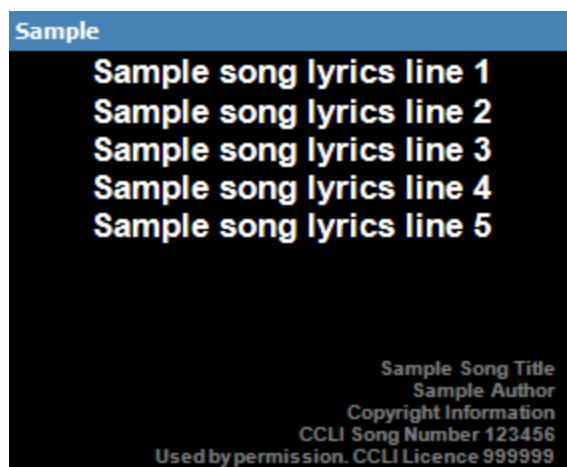 Sample
Sample song lyrics line 1
Sample song lyrics line 2
Sample song lyrics line 3
Sample song lyrics line 4
Sample song lyrics line 5
Sample Song Title
Sample Author
Copyright Information
CCLI Song Number 123456
Used by permission. CCLI Licence 999999